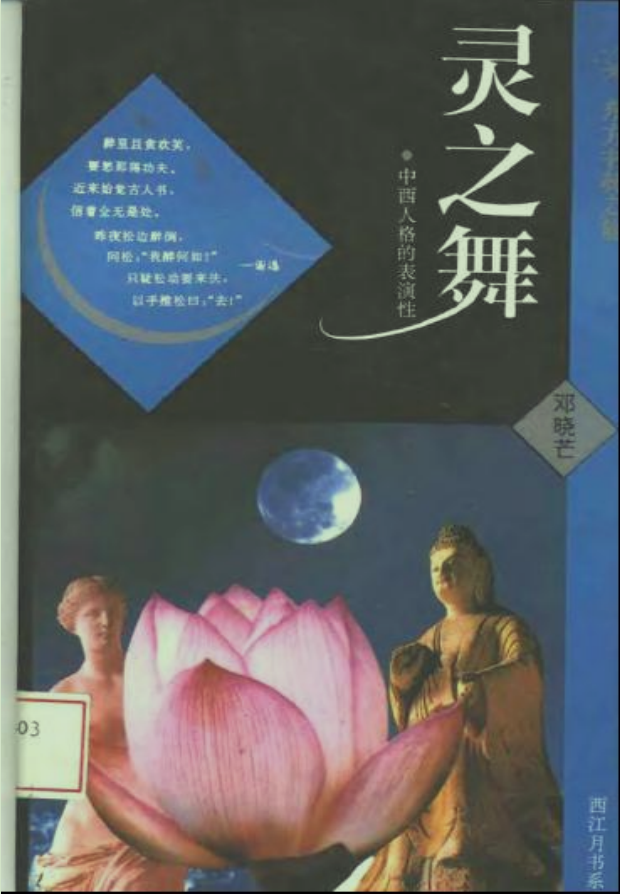 灵之舞
中西人格的表演性
醉里且贪欢笑，
要愁那得功夫。
近来始觉古人书，
信着全无是处。
昨夜松边醉倒，
问松：“我醉何如？”
只疑松动要来扶，
以手推松曰：“去！”
邓晓芒
西江月书系
03